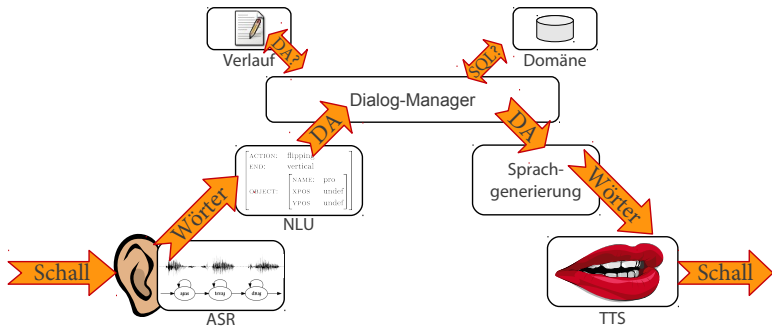 Verlauf
DA?
SQL?
Domäne
Dialog-Manager
DA
DA
ACTION: flipping
END: vertical
OBJECT:
NAME: pro
XPOS undef
YPOS undef
NLU
Sprach-
generierung
Wörter
Wörter
Schall
ASR
TTS
Schall